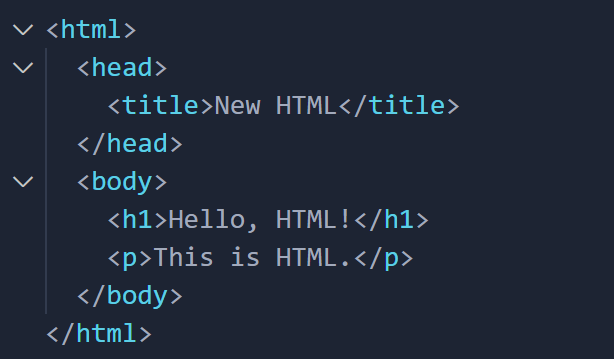 <html>
<head>
<title>New HTML</title>
</head>
<body>
<h1>Hello, HTML!</h1>
<p>This is HTML.</p>
</body>
</html>